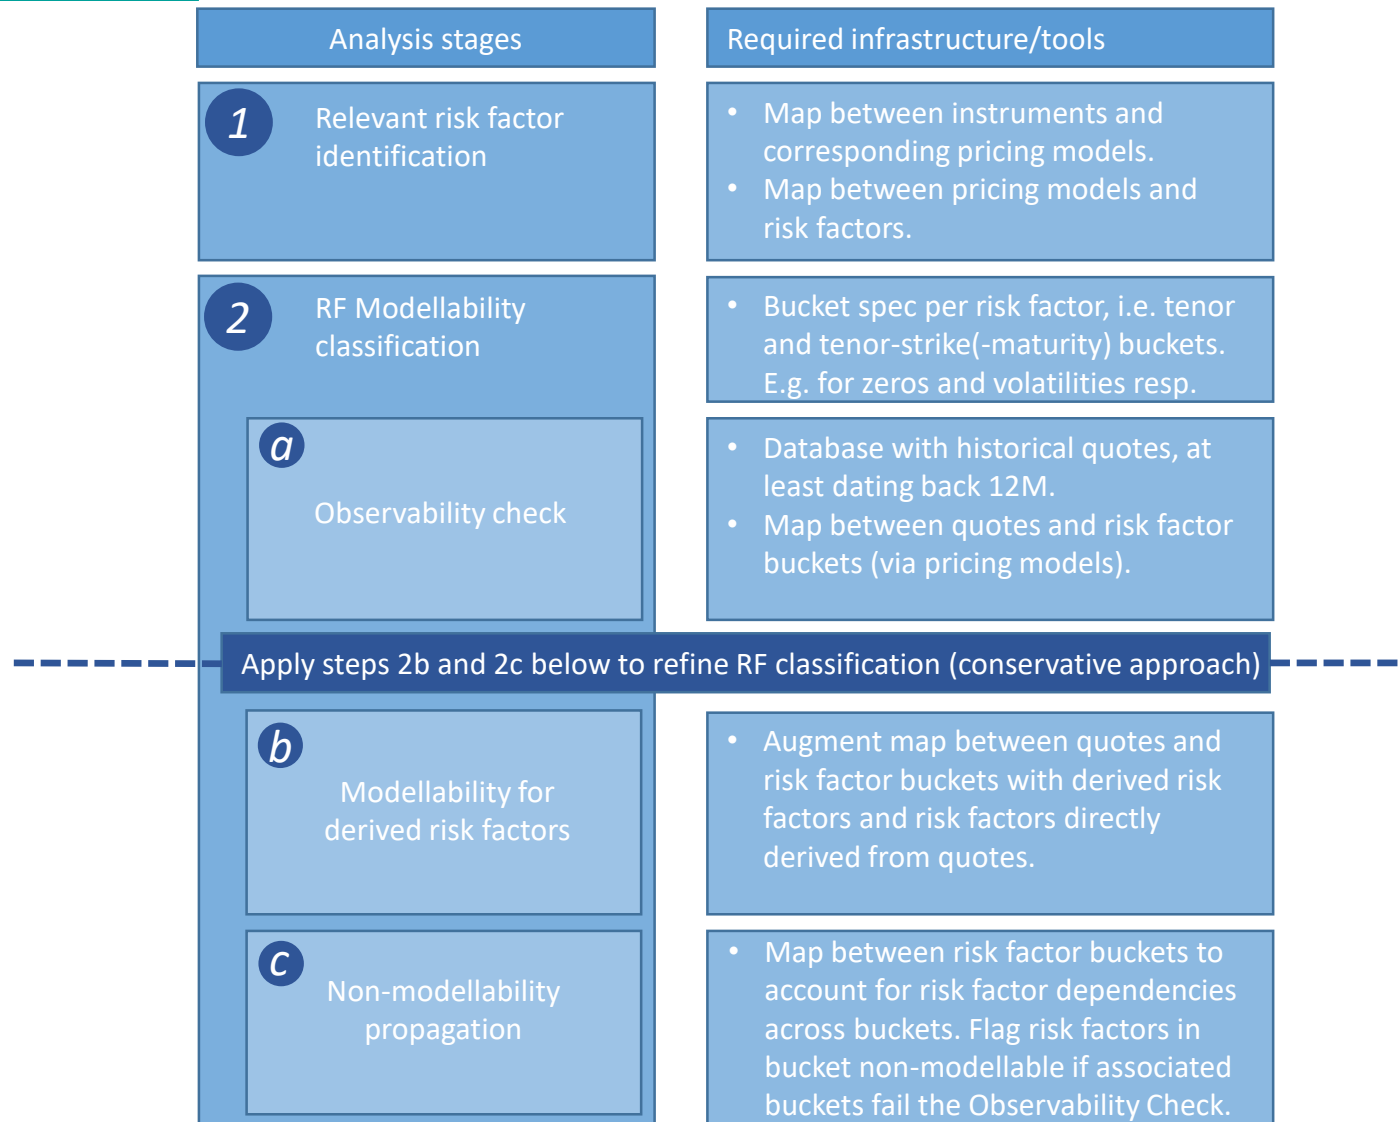 Analysis stages
Required infrastructure/tools
1
Relevant risk factor
identification
• Map between instruments and
corresponding pricing models.
• Map between pricing models and
risk factors.
2
RF Modellability
classification
• Bucket spec per risk factor, i.e. tenor
and tenor-strike(-maturity) buckets.
E.g. for zeros and volatilities resp.
a
Observability check
• Database with historical quotes, at
least dating back 12M.
• Map between quotes and risk factor
buckets (via pricing models).
Apply steps 2b and 2c below to refine RF classification (conservative approach)
b
Modellability for
derived risk factors
• Augment map between quotes and
risk factor buckets with derived risk
factors and risk factors directly
derived from quotes.
c
Non-modellability
propagation
• Map between risk factor buckets to
account for risk factor dependencies
across buckets. Flag risk factors in
bucket non-modellable if associated
buckets fail the Observability Check.